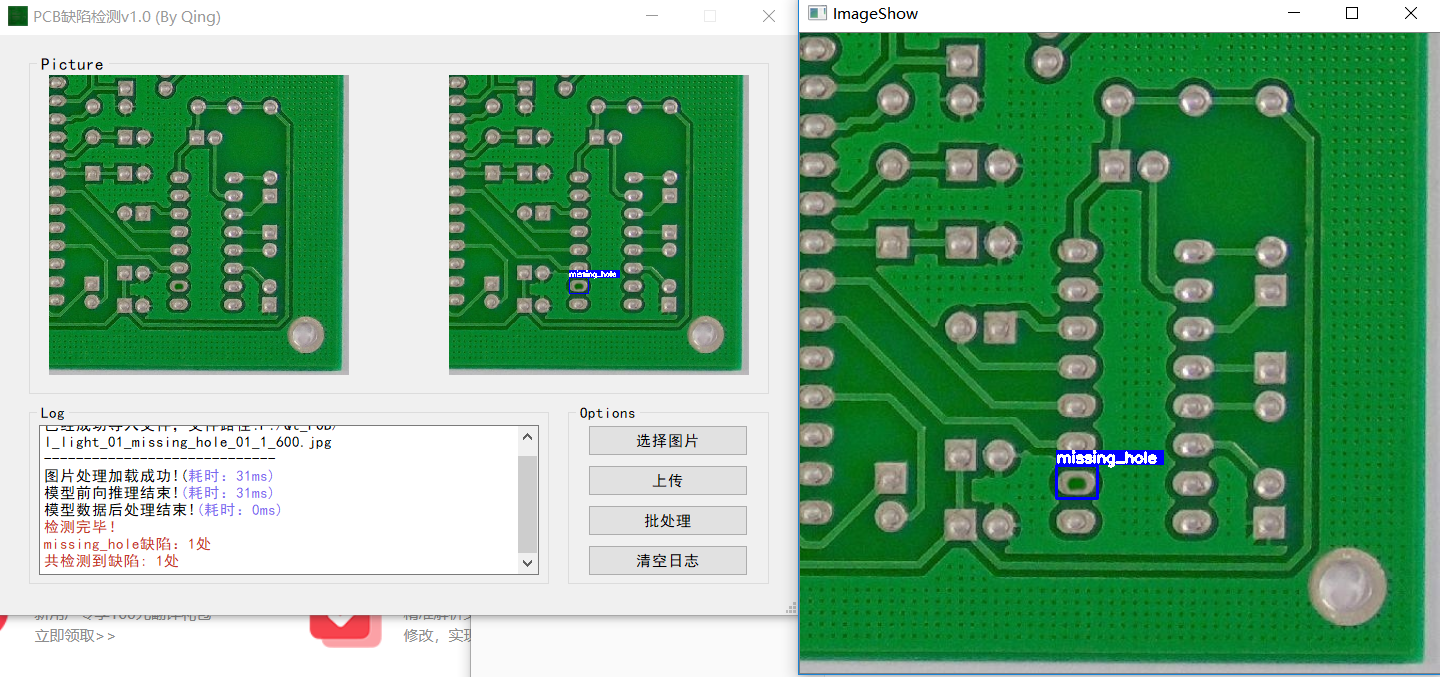 PCB缺陷检测v1.0 (By Qing)
ImageShow
Picture
missing_hole
missing_hole
Log
l_light_01_missing_hole_01_1_600.jpg
------------------------------
图片处理加载成功!(耗时: 31ms)
模型前向推理结束!(耗时: 31ms)
模型数据后处理结束!(耗时: 0ms)
检测完毕!
missing_hole缺陷: 1处
共检测到缺陷: 1处
Options
选择图片
上传
批处理
清空日志
立即领取>>
修改，实现